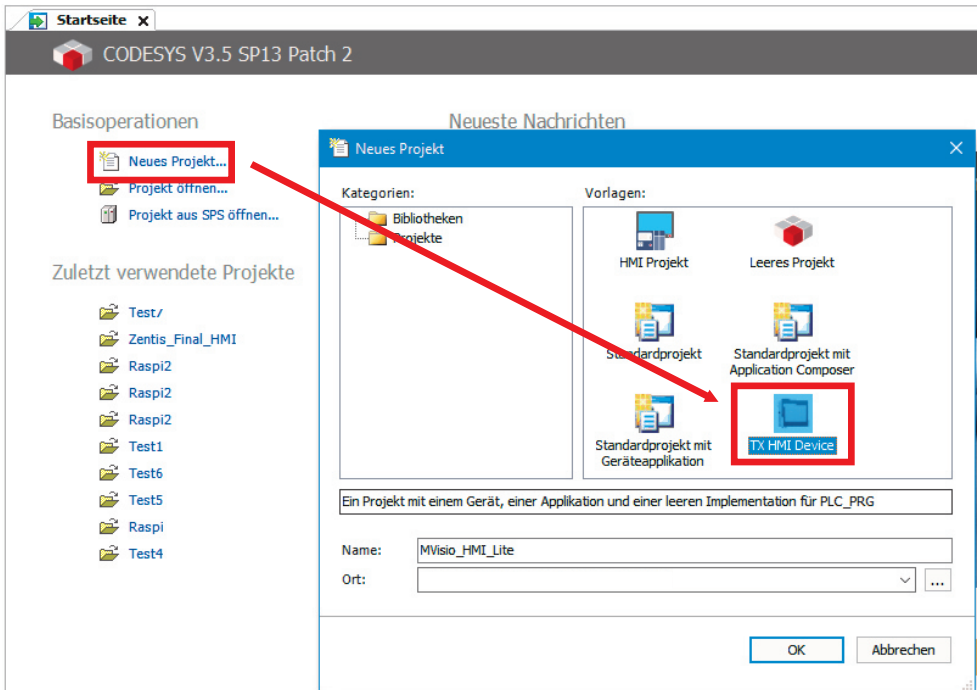 Startseite
CODESYS V3.5 SP13 Patch 2
Basisoperationen
Neues Projekt...
Projekt öffnen...
Projekt aus SPS öffnen...
Zuletzt verwendete Projekte
Test7
Zentis_Final_HMI
Raspi2
Raspi2
Raspi2
Test1
Test6
Test5
Raspi
Test4
Neueste Nachrichten
Neues Projekt
Kategorien:
Bibliotheken
Projekte
Vorlagen:
HMI Projekt
Leeres Projekt
Standardprojekt
Standardprojekt mit
Application Composer
Standardprojekt mit
Geräteapplikation
TX HMI Device
Ein Projekt mit einem Gerät, einer Applikation und einer leeren Implementation für PLC_PRG
Name:
MVisio_HMI_Lite
Ort:
...
OK
Abbrechen